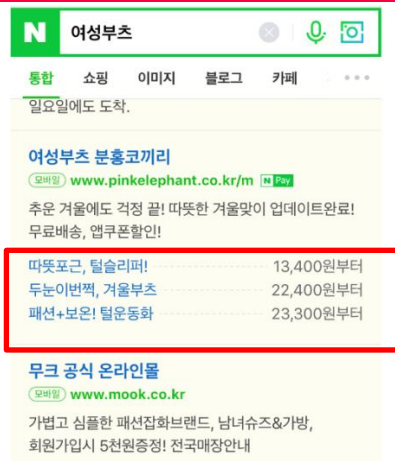 N 여성부츠
통합 쇼핑 이미지 블로그 카페
일요일에도 도착.
여성부츠 분홍코끼리
모바일 www.pinkelephant.co.kr/m N Pay
추운 겨울에도 걱정 끝! 따뜻한 겨울맞이 업데이트완료!
무료배송, 앱쿠폰할인!
따뜻포근, 털슬리퍼! 13,400원부터
두눈이번쩍, 겨울부츠 22,400원부터
패션+보온! 털운동화 23,300원부터
무크 공식 온라인몰
모바일 www.mook.co.kr
가볍고 심플한 패션잡화브랜드, 남녀슈즈&가방,
회원가입시 5천원증정! 전국매장안내